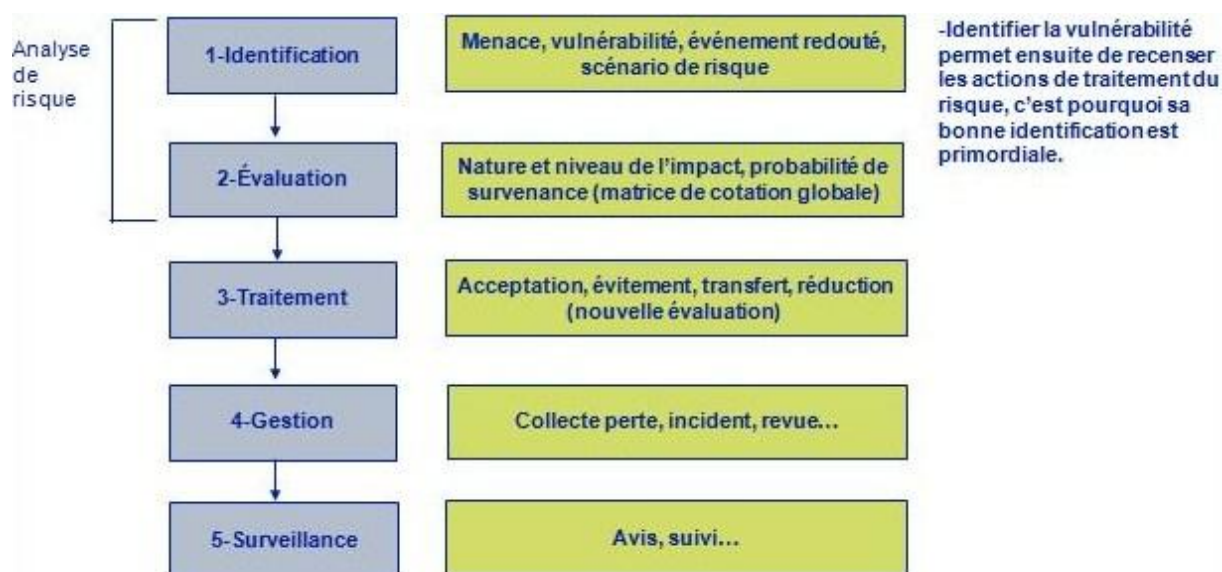 Analyse
de
risque
1-Identification
Menace, vulnérabilité, événement redouté,
scénario de risque
-Identifier la vulnérabilité
permet ensuite de recenser
les actions de traitement du
risque, c’est pourquoi sa
bonne identification est
primordiale.
2-Évaluation
Nature et niveau de l’impact, probabilité de
survenance (matrice de cotation globale)
3-Traitement
Acceptation, évitement, transfert, réduction
(nouvelle évaluation)
4-Gestion
Collecte perte, incident, revue…
5-Surveillance
Avis, suivi…